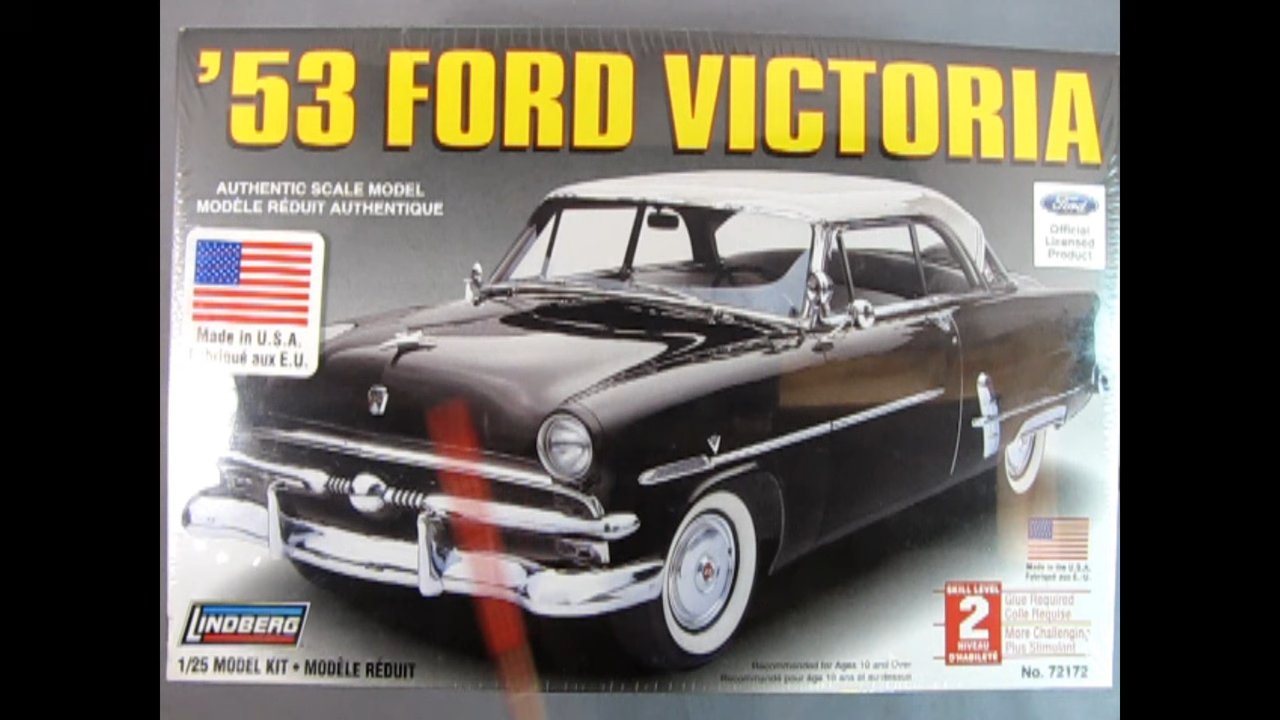 '53 FORD VICTORIA
AUTHENTIC SCALE MODEL
MODÈLE RÉDUIT AUTHENTIQUE
Ford
Official
Licensed
Product
Made in U.S.A.
Fabriqué aux E.U.
Made in the U.S.A.
Fabriqué aux E.U.
SKILL LEVEL
2
NIVEAU
D'HABILETÉ
Glue Required
Colle Requise
More Challenging
Plus Stimulant
LINDBERG
1/25 MODEL KIT • MODÈLE RÉDUIT
Recommended for Ages 10 and Over
Recommandé pour âge 10 ans et au-dessus
No. 72172